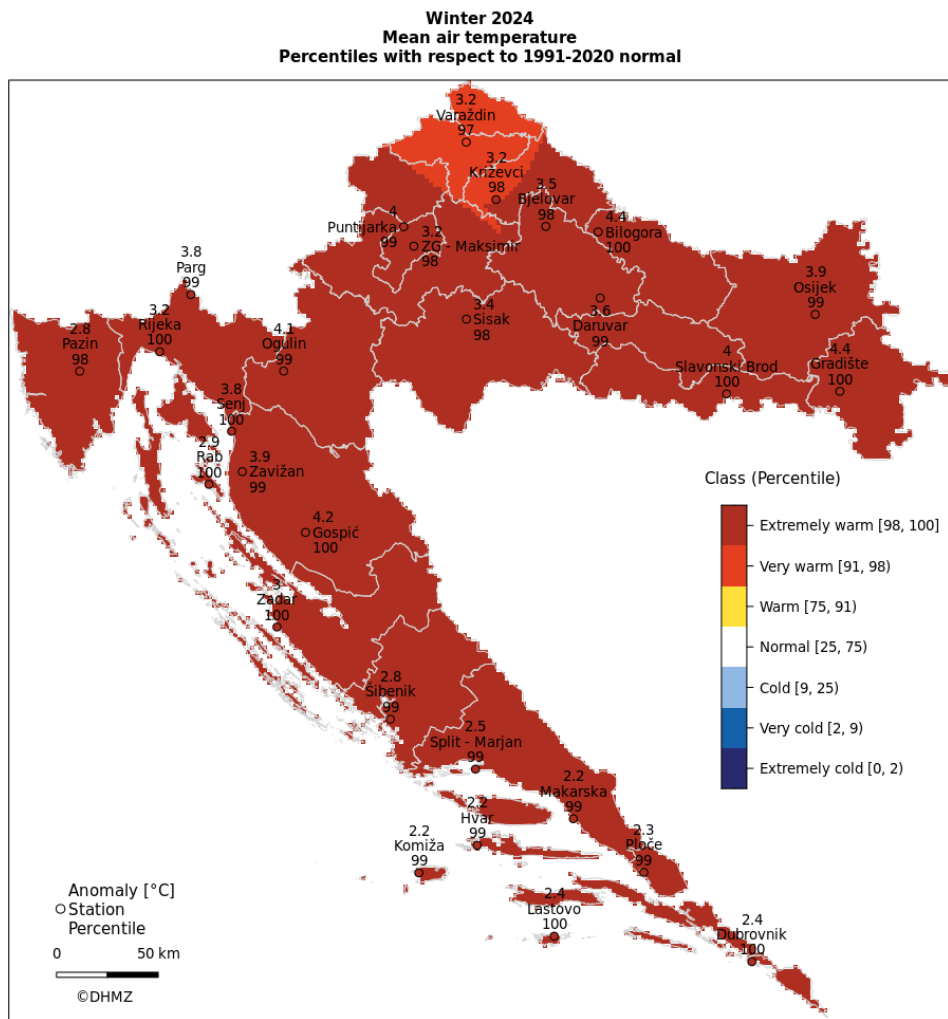 Winter 2024
Mean air temperature
Percentiles with respect to 1991-2020 normal
3.2
Varaždin
97
3.2
Križevci
98
3.5
Bjelovar
98
4
Puntijarka
99
3.2
ZG - Maksimir
98
4.4
Bilogora
100
3.8
Parg
99
3.9
Osijek
99
2.8
Pazin
98
3.2
Rijeka
100
4.1
Ogulin
99
3.4
Sisak
98
3.6
Daruvar
99
4
Slavonski Brod
100
4.4
Gradište
100
3.8
Senj
100
2.9
Rab
100
3.9
Zavižan
99
4.2
Gospić
100
3
Zadar
100
2.8
Šibenik
99
2.5
Split - Marjan
99
2.2
Makarska
99
2.2
Hvar
99
2.2
Komiža
99
2.3
Ploče
99
2.4
Lastovo
100
2.4
Dubrovnik
100
Class (Percentile)
Extremely warm [98, 100]
Very warm [91, 98)
Warm [75, 91)
Normal [25, 75)
Cold [9, 25)
Very cold [2, 9)
Extremely cold [0, 2)
Anomaly [°C]
Station
Percentile
0 50 km
©DHMZ